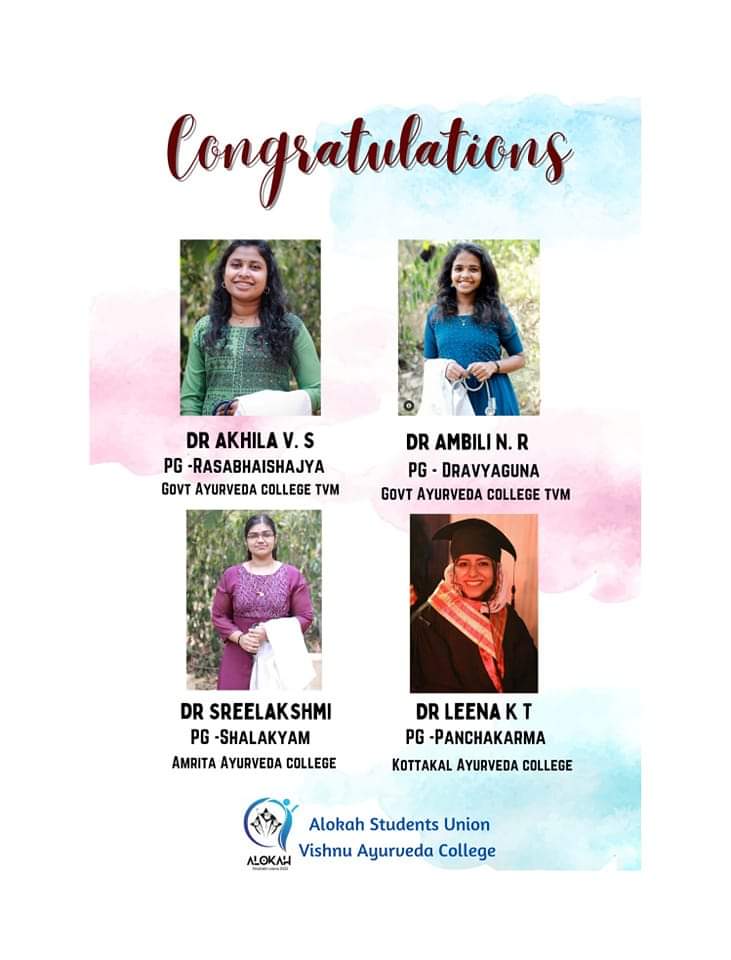 Congratulations
DR AKHILA V. S
PG -RASABHAISHAJYA
GOVT AYURVEDA COLLEGE TVM
DR AMBILI N. R
PG - DRAVYAGUNA
GOVT AYURVEDA COLLEGE TVM
DR SREELAKSHMI
PG -SHALAKYAM
AMRITA AYURVEDA COLLEGE
DR LEENA K T
PG -PANCHAKARMA
KOTTAKAL AYURVEDA COLLEGE
ALOKAH
Alokah Students Union
Vishnu Ayurveda College